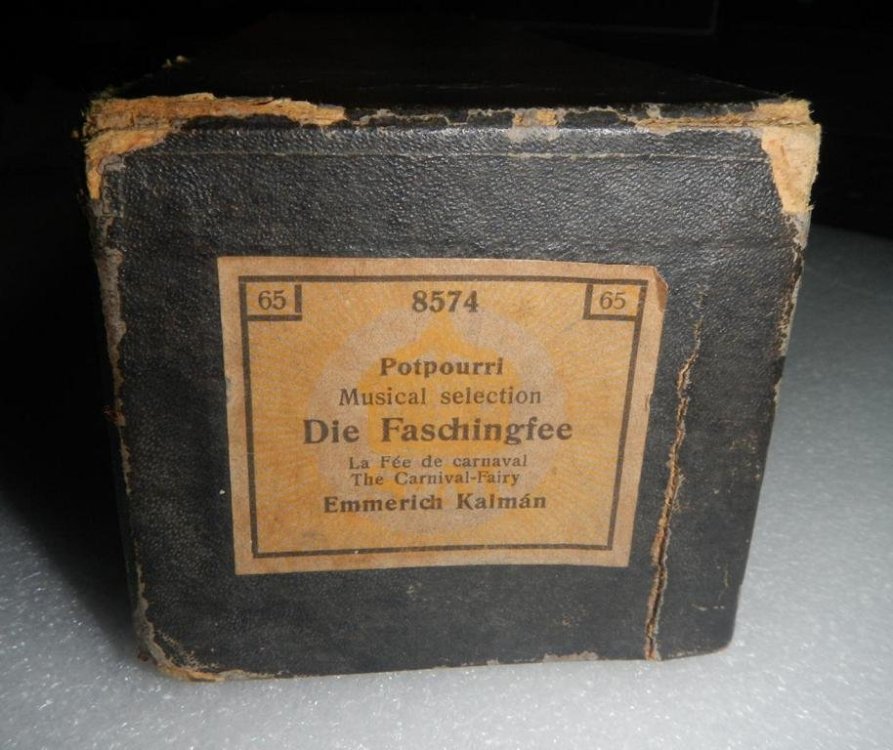 65 8574 65
Potpourri
Musical selection
Die Faschingfee
La Fée de carnaval
The Carnival-Fairy
Emmerich Kalmán